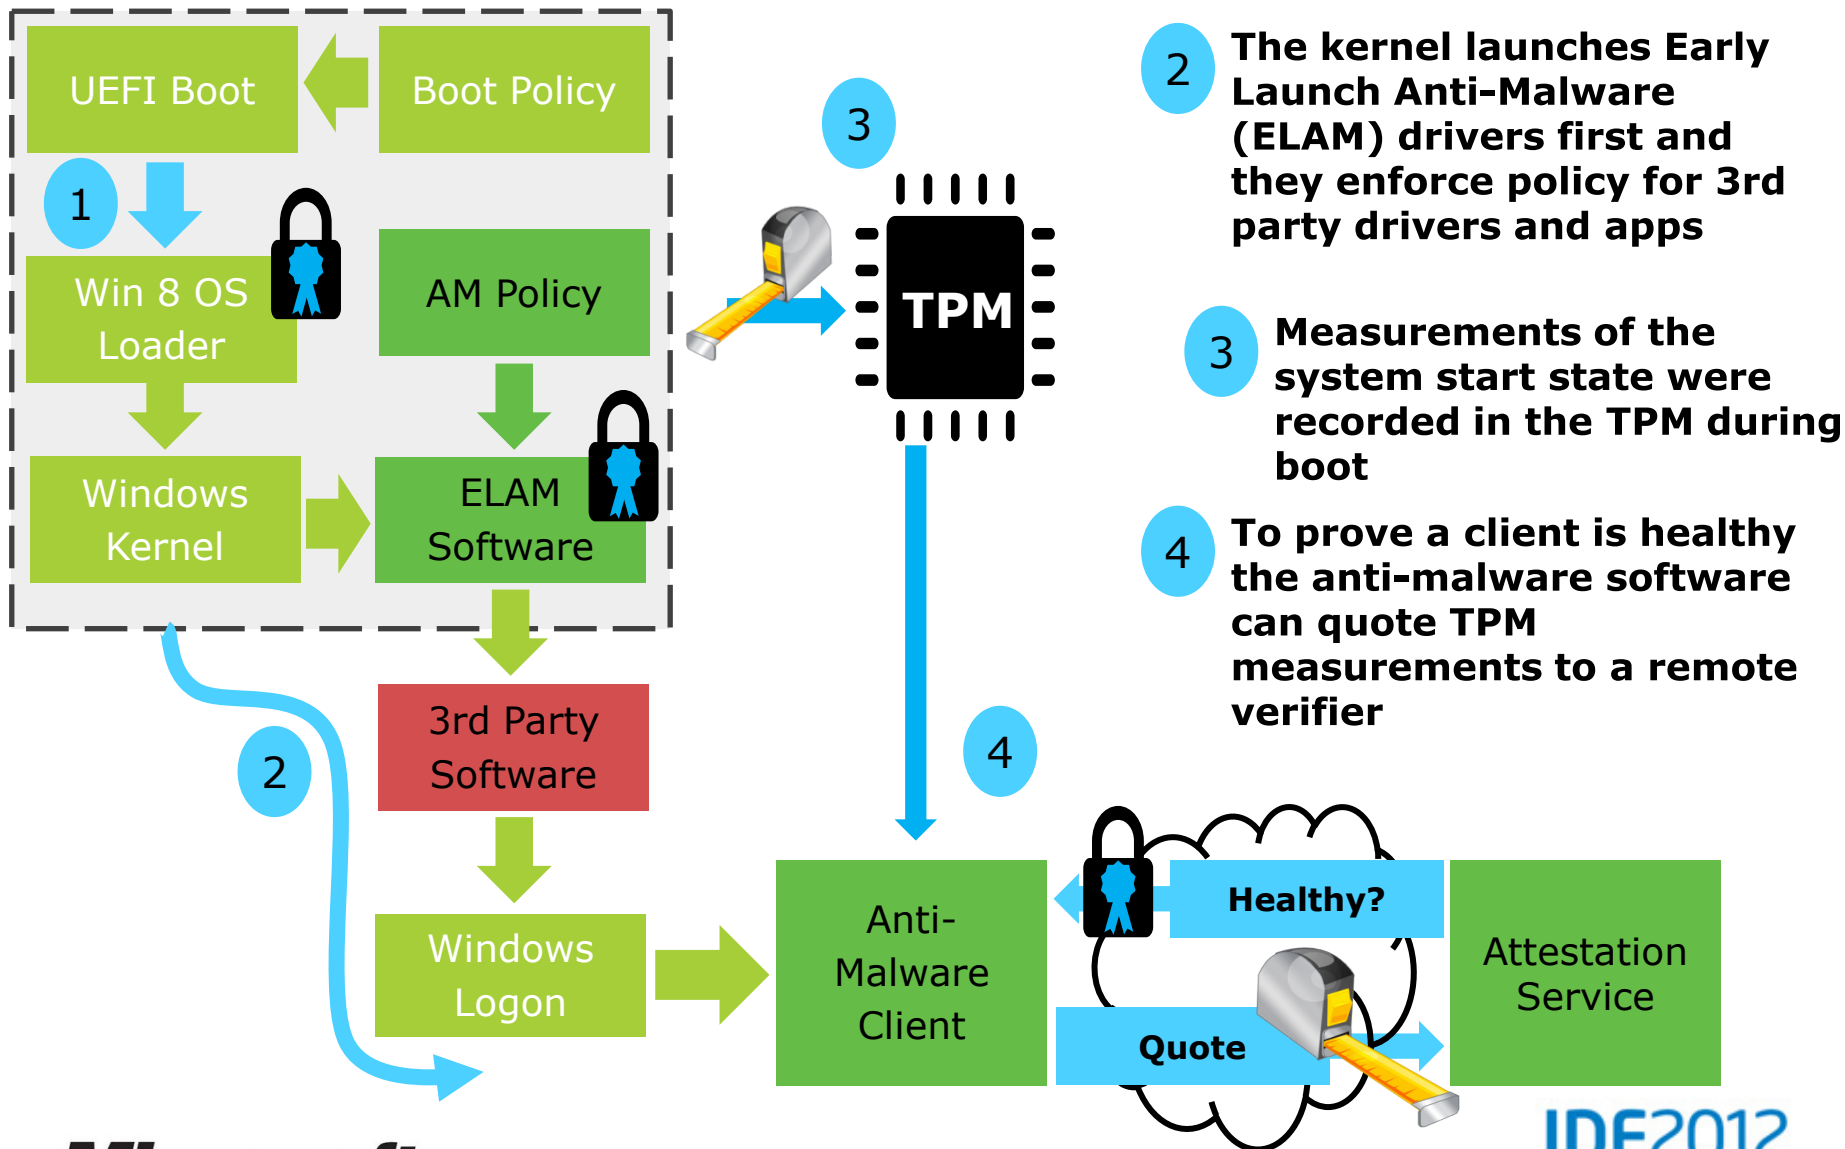 UEFI Boot
Boot Policy
1
Win 8 OS
Loader
AM Policy
Windows
Kernel
ELAM
Software
3rd Party
Software
2
Windows
Logon
3
TPM
4
Anti-
Malware
Client
Healthy?
Quote
Attestation
Service
2
The kernel launches Early
Launch Anti-Malware
(ELAM) drivers first and
they enforce policy for 3rd
party drivers and apps
3
Measurements of the
system start state were
recorded in the TPM during
boot
4
To prove a client is healthy
the anti-malware software
can quote TPM
measurements to a remote
verifier
IDF2012